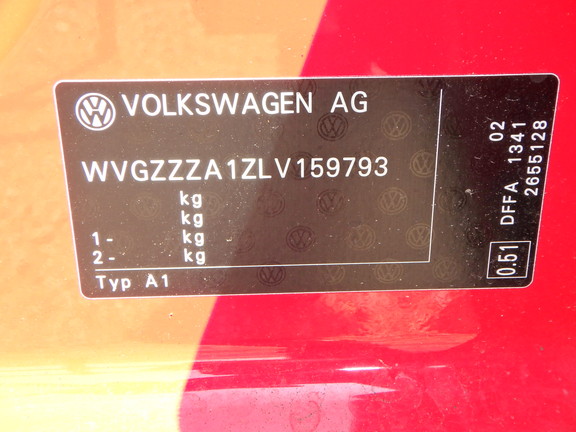 VOLKSWAGEN AG
WVGZZZA1ZLV159793
kg
kg
1- kg
2- kg
Typ A1
02
DFFA 1341
2655128
0.51